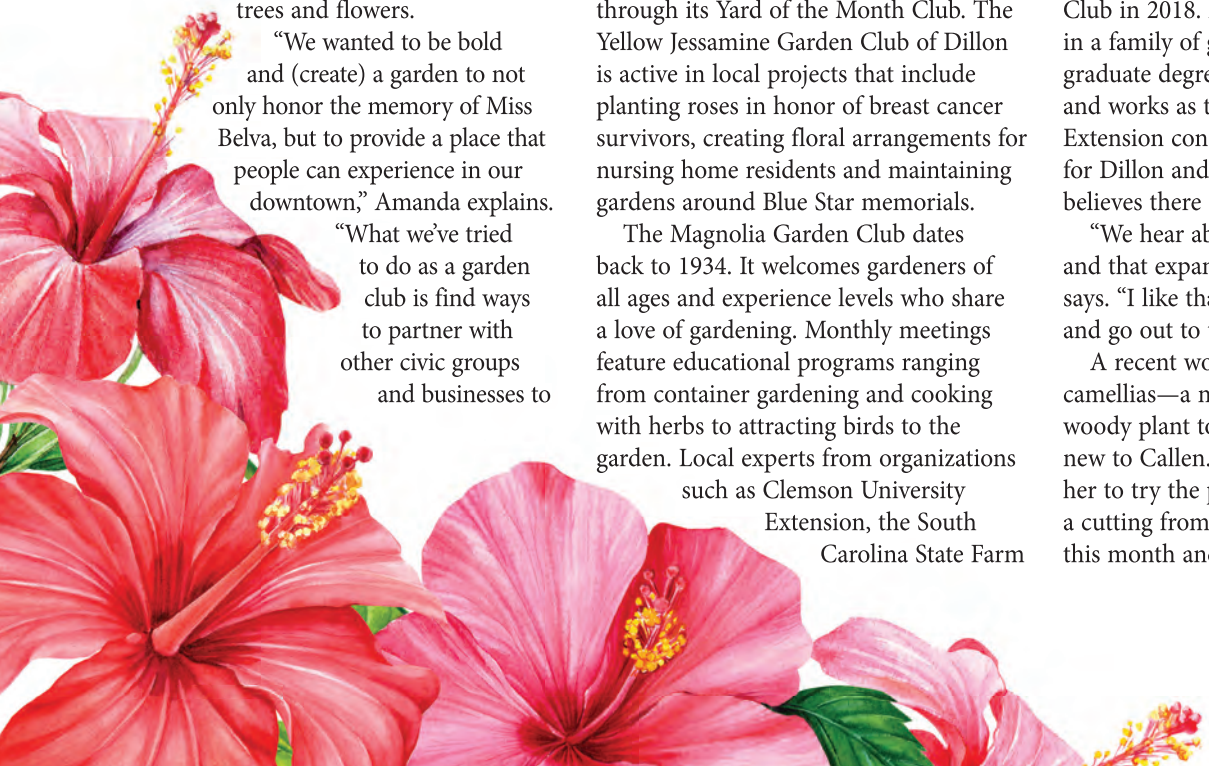 trees and flowers.
“We wanted to be bold
and (create) a garden to not
only honor the memory of Miss
Belva, but to provide a place that
people can experience in our
downtown,” Amanda explains.
“What we’ve tried
to do as a garden
club is find ways
to partner with
other civic groups
and businesses to
through its Yard of the Month Club. The
Yellow Jessamine Garden Club of Dillon
is active in local projects that include
planting roses in honor of breast cancer
survivors, creating floral arrangements for
nursing home residents and maintaining
gardens around Blue Star memorials.
The Magnolia Garden Club dates
back to 1934. It welcomes gardeners of
all ages and experience levels who share
a love of gardening. Monthly meetings
feature educational programs ranging
from container gardening and cooking
with herbs to attracting birds to the
garden. Local experts from organizations
such as Clemson University
Extension, the South
Carolina State Farm
Club in 2018.
in a family of
graduate degre
and works as
Extension con
for Dillon and
believes there
“We hear ab
and that expan
says. “I like tha
and go out to
A recent wo
camellias—a
woody plant to
new to Callen.
her to try the
a cutting from
this month and